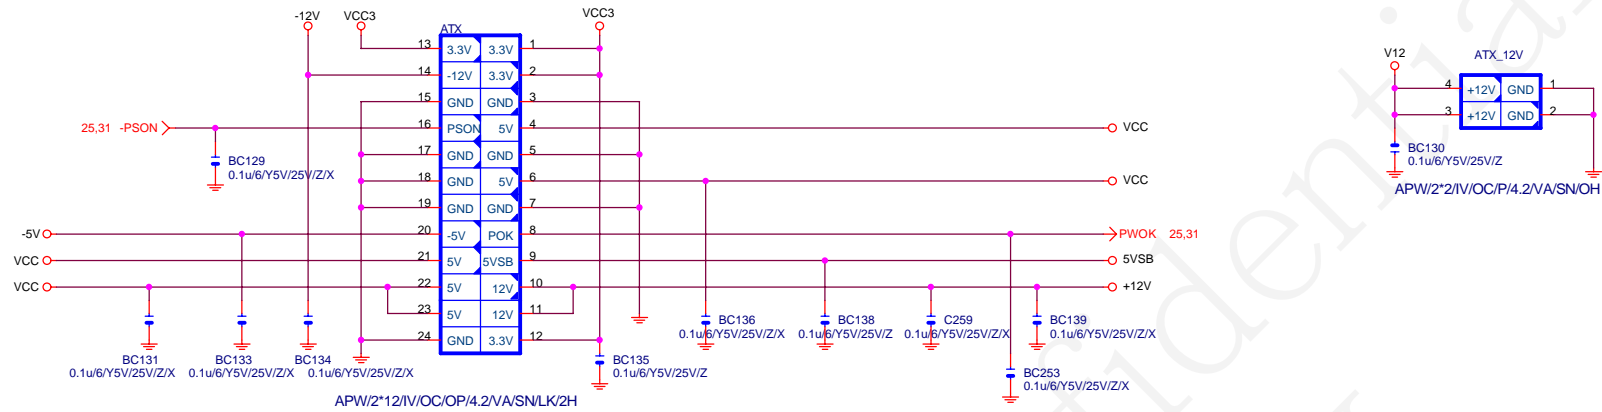 -12V
VCC3
VCC3
ATX
13 3.3V 3.3V 1
14 -12V 3.3V 2
15 GND GND 3
25,31 -PSON 16 PSON 5V 4 VCC
17 GND GND 5
18 GND 5V 6 VCC
19 GND GND 7
-5V 20 -5V POK 8 PWOK 25,31
VCC 21 5V 5VSB 9 5VSB
VCC 22 5V 12V 10 +12V
23 5V 12V 11
24 GND 3.3V 12
BC129
0.1u/6/Y5V/25V/Z/X
BC131
0.1u/6/Y5V/25V/Z/X
BC133
0.1u/6/Y5V/25V/Z/X
BC134
0.1u/6/Y5V/25V/Z/X
BC135
0.1u/6/Y5V/25V/Z
BC136
0.1u/6/Y5V/25V/Z/X
BC138
0.1u/6/Y5V/25V/Z
C259
0.1u/6/Y5V/25V/Z/X
BC139
0.1u/6/Y5V/25V/Z/X
BC253
0.1u/6/Y5V/25V/Z/X
APW/2*12/IV/OC/OP/4.2/VA/SN/LK/2H
V12
ATX_12V
4 +12V GND 1
3 +12V GND 2
BC130
0.1u/6/Y5V/25V/Z
APW/2*2/IV/OC/P/4.2/VA/SN/OH
fidential